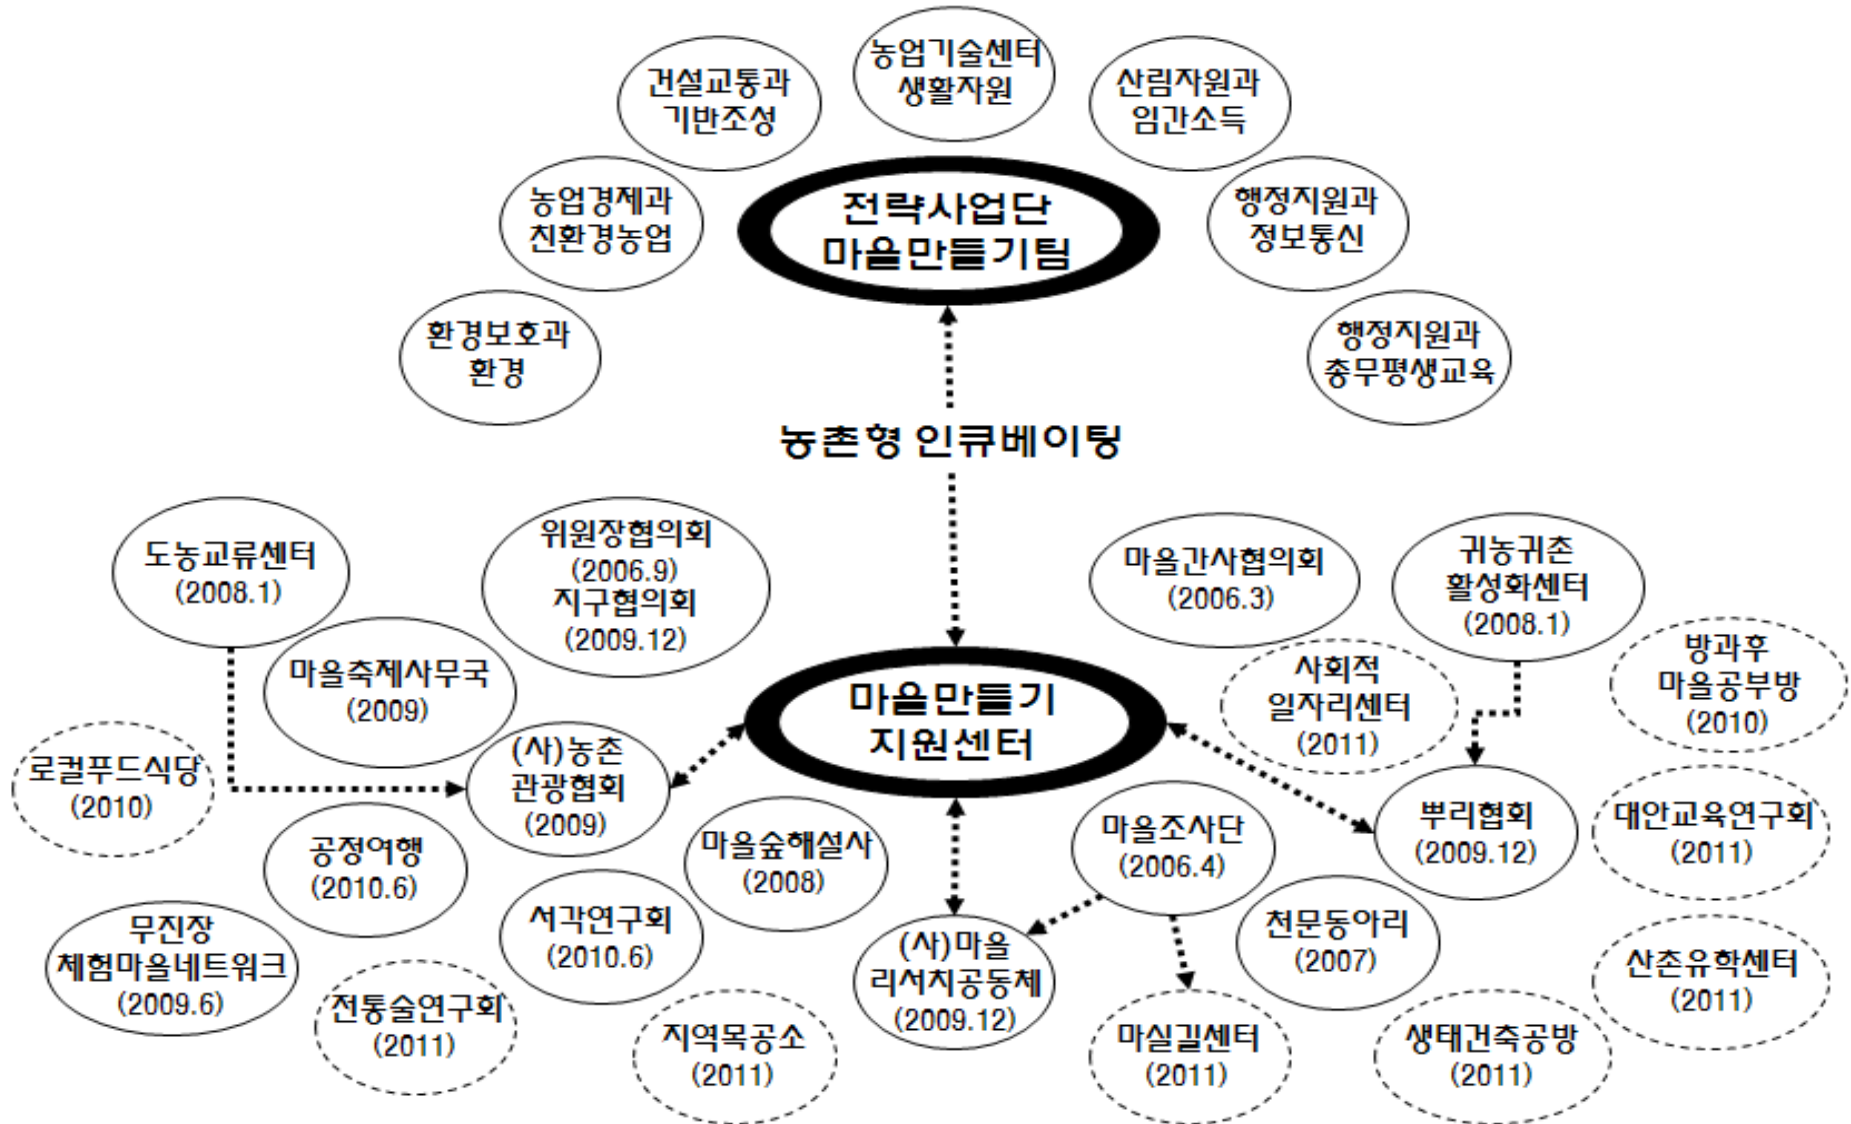 농업기술센터
생활자원
건설교통과
기반조성
산림자원과
임간소득
농업경제과
친환경농업
전략사업단
마을만들기팀
행정지원과
정보통신
환경보호과
환경
행정지원과
총무평생교육
농촌형 인큐베이팅
도농교류센터
(2008.1)
위원장협의회
(2006.9)
지구협의회
(2009.12)
마을간사협의회
(2006.3)
귀농귀촌
활성화센터
(2008.1)
마을축제사무국
(2009)
마을만들기
지원센터
사회적
일자리센터
(2011)
방과후
마을공부방
(2010)
로컬푸드식당
(2010)
(사)농촌
관광협회
(2009)
뿌리협회
(2009.12)
대안교육연구회
(2011)
공정여행
(2010.6)
마을숲해설사
(2008)
마을조사단
(2006.4)
무진장
체험마을네트워크
(2009.6)
서각연구회
(2010.6)
(사)마을
리서치공동체
(2009.12)
천문동아리
(2007)
산촌유학센터
(2011)
전통술연구회
(2011)
지역목공소
(2011)
마실길센터
(2011)
생태건축공방
(2011)